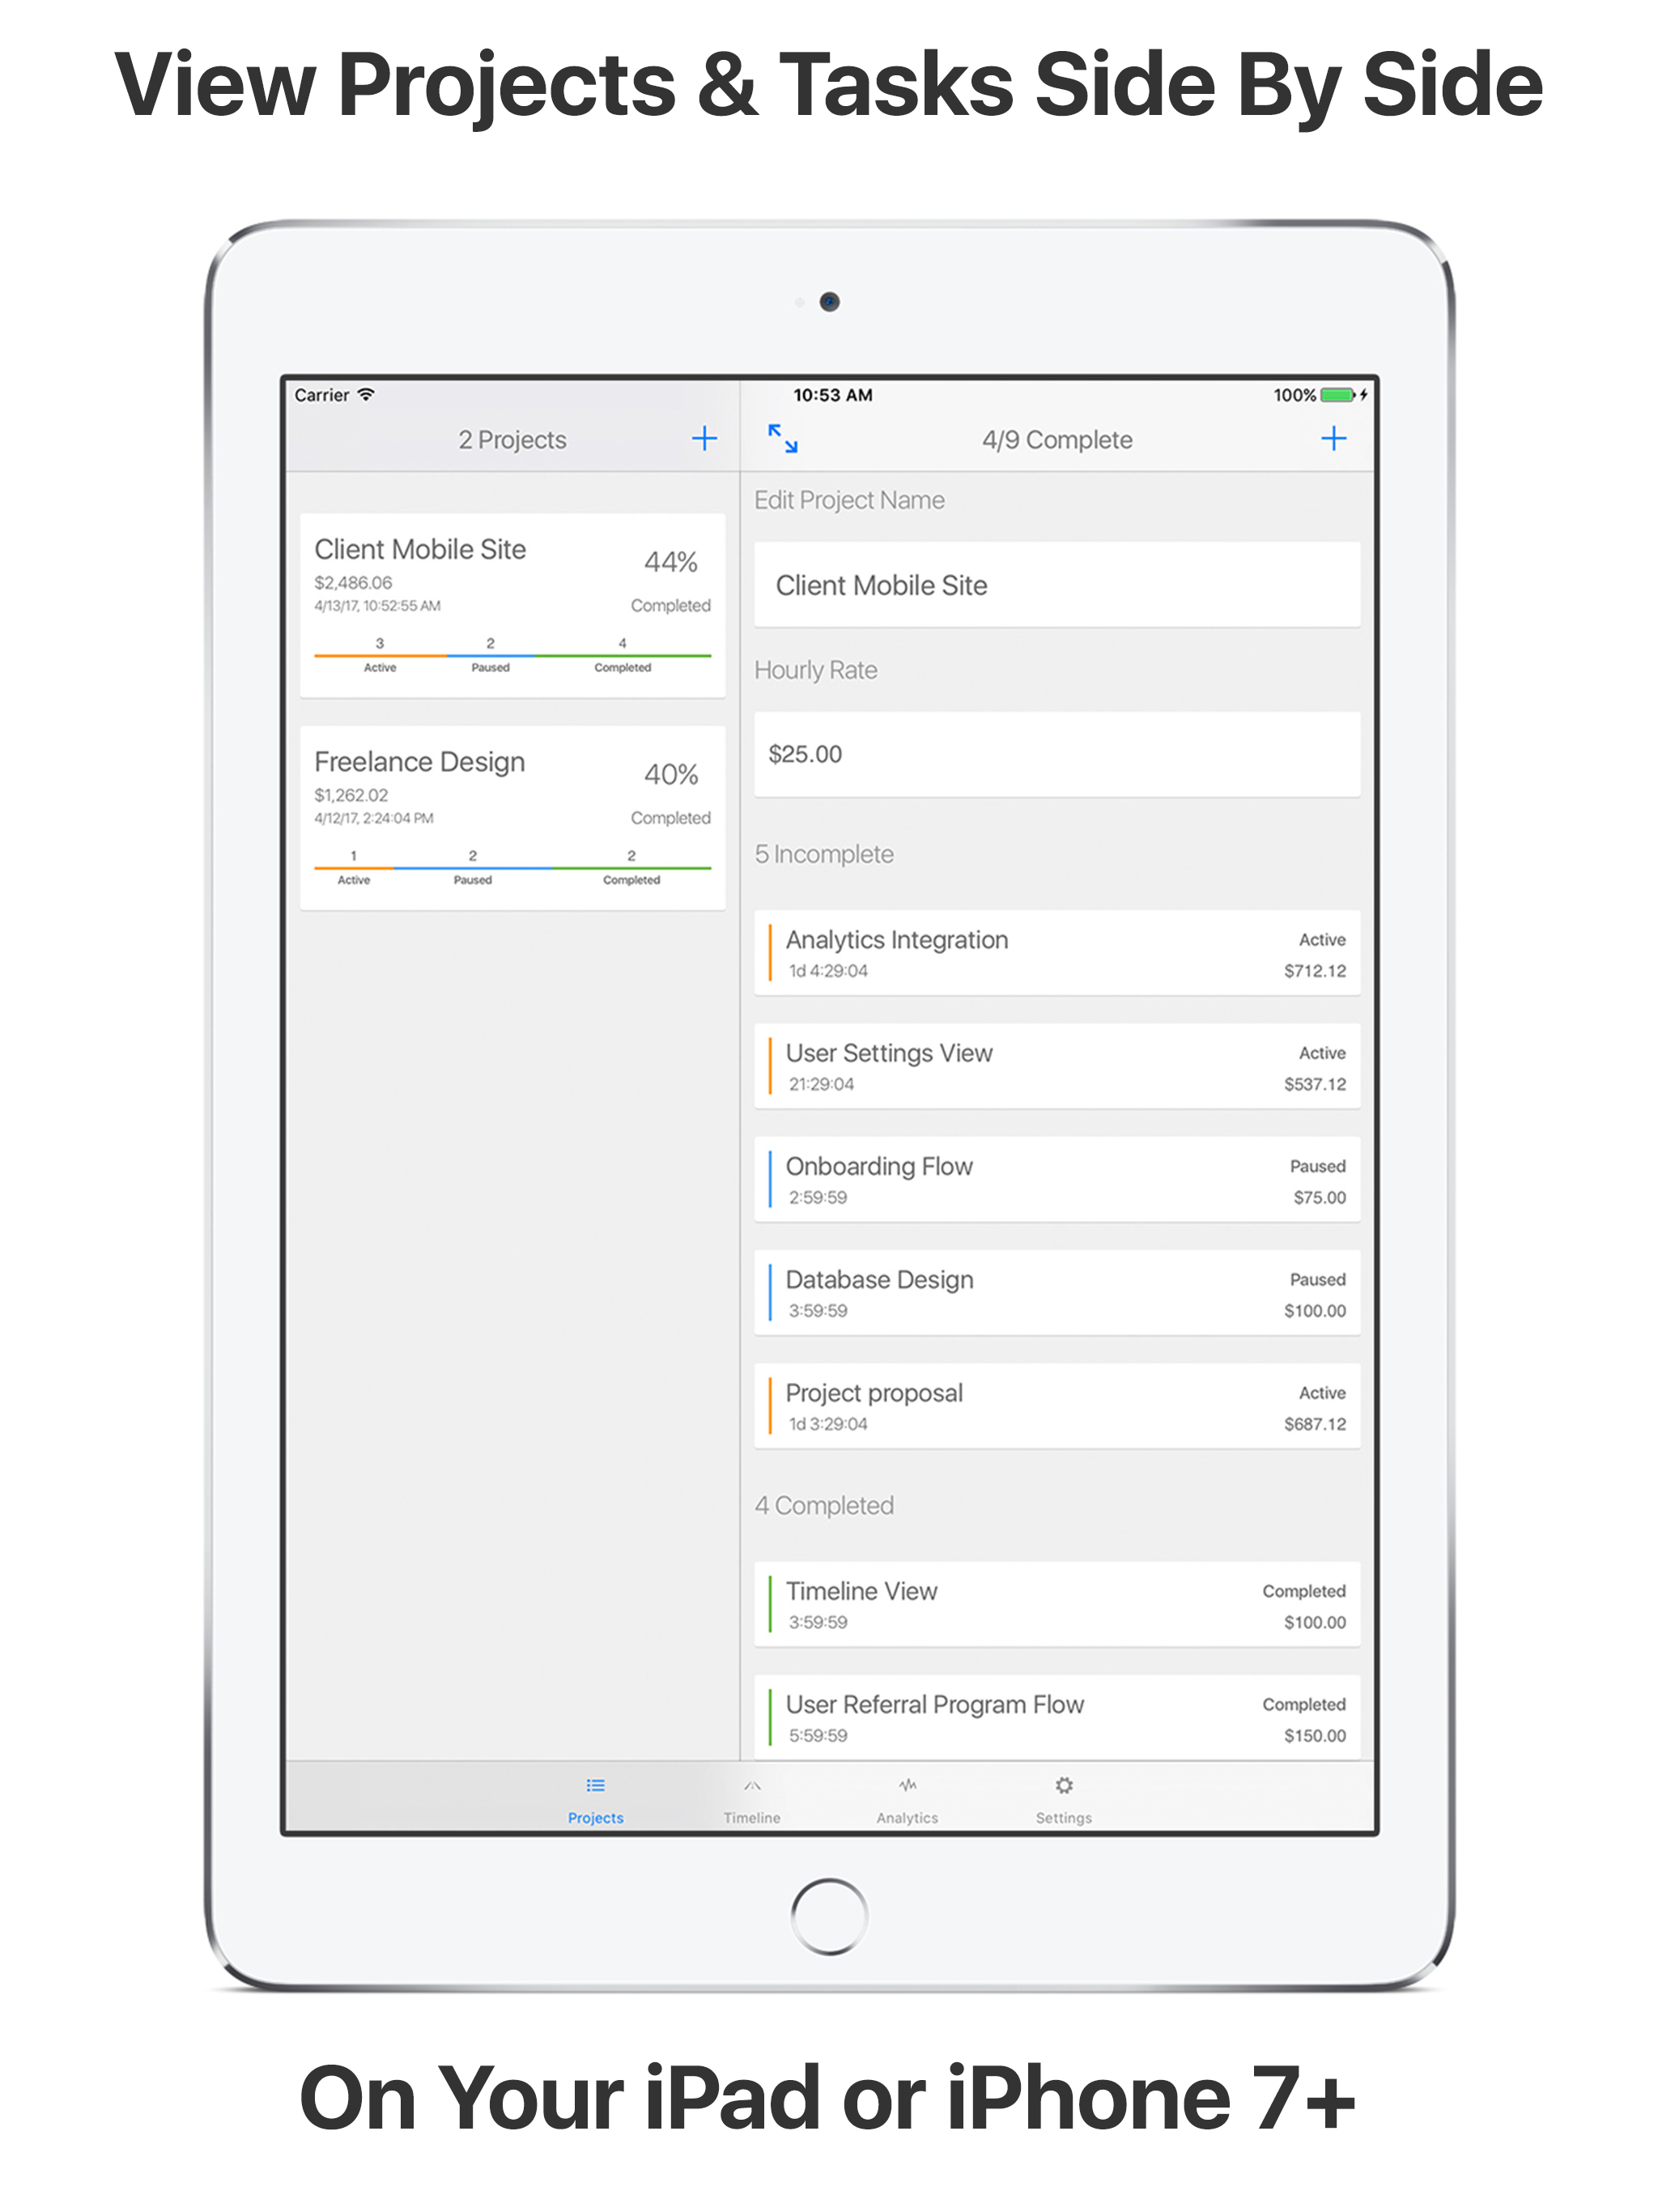 View Projects & Tasks Side By Side
Carrier
10:53 AM
100%
2 Projects
4/9 Complete
Client Mobile Site
44%
$2,486.06
4/13/17, 10:52:55 AM
Completed
3 2 4
Active Paused Completed
Freelance Design
40%
$1,262.02
4/12/17, 2:24:04 PM
Completed
1 2 2
Active Paused Completed
Edit Project Name
Client Mobile Site
Hourly Rate
$25.00
5 Incomplete
Analytics Integration Active
1d 4:29:04 $712.12
User Settings View Active
21:29:04 $537.12
Onboarding Flow Paused
2:59:59 $75.00
Database Design Paused
3:59:59 $100.00
Project proposal Active
1d 3:29:04 $687.12
4 Completed
Timeline View Completed
3:59:59 $100.00
User Referral Program Flow Completed
5:59:59 $150.00
Projects Timeline Analytics Settings
On Your iPad or iPhone 7+